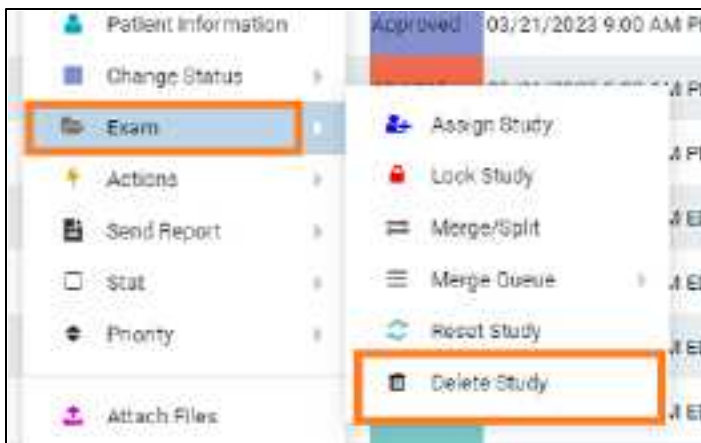 Patient Information
Approved 03/21/2023 9:00 AM
Change Status
Exam
Assign Study
Actions
Lock Study
Send Report
Merge/Split
Stat
Merge Queue
Priority
Reset Study
Delete Study
Attach Files